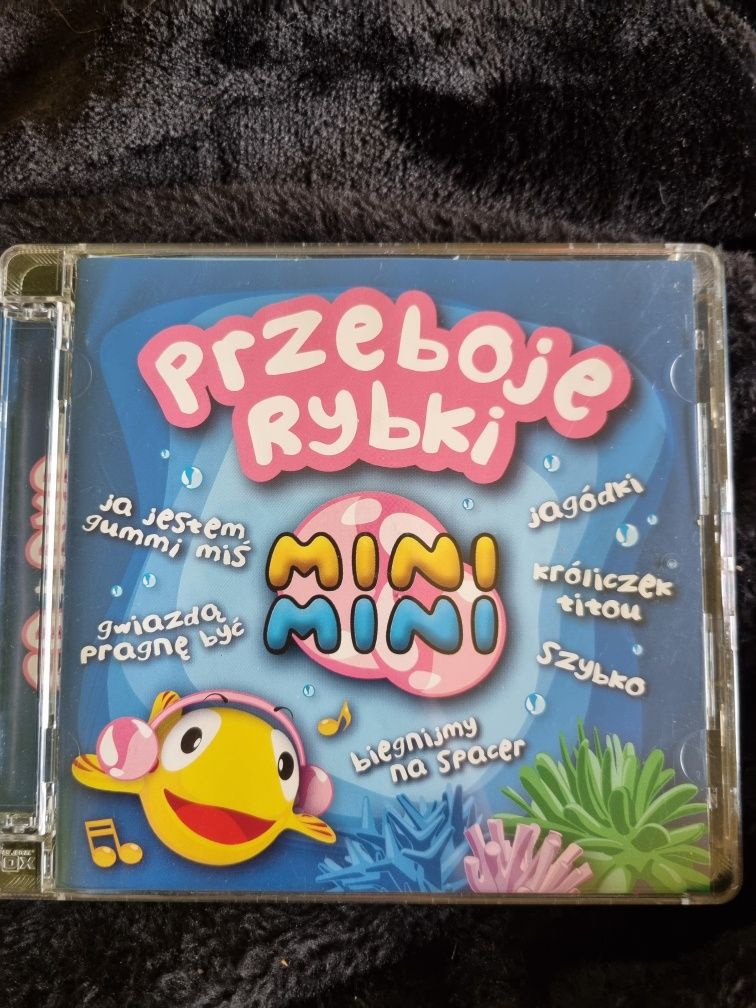 Przeboje
Rybki
MINI
MINI
ja jestem
gummi miś
gwiazdą
pragnę być
jagódki
króliczek
titou
szybko
biegnijmy
na spacer